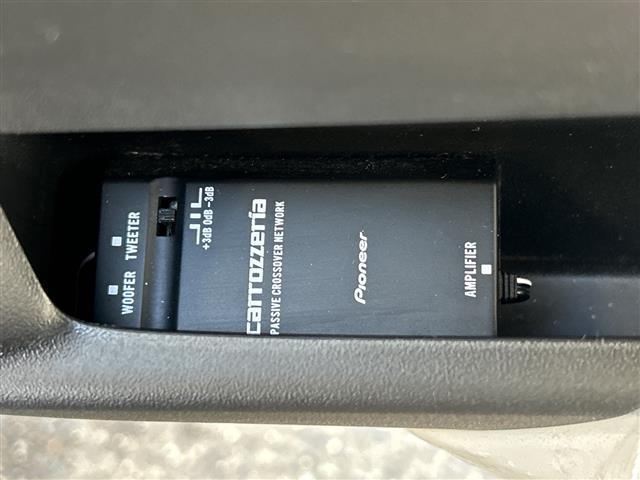 WOOFER TWEETER
+3dB 0dB -3dB
carrozzeria
PASSIVE CROSSOVER NETWORK
Pioneer
AMPLIFIER